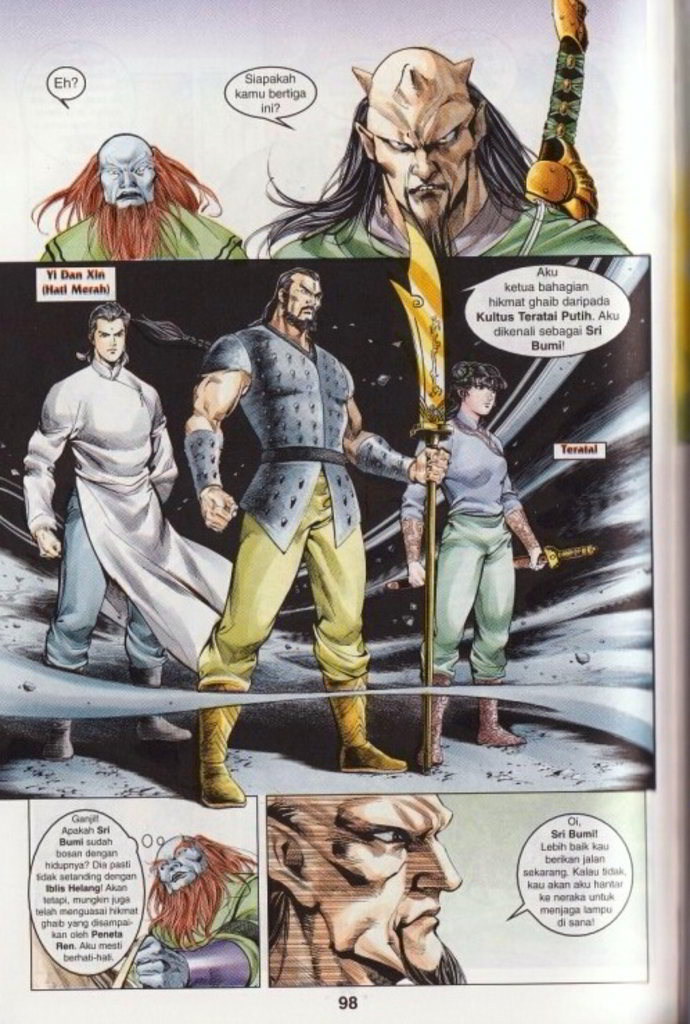 Eh?
Siapakah
kamu bertiga
ini?
Yi Dan Xin
(Hati Merah)
Aku
ketua bahagian
hikmat ghaib daripada
Kultus Teratai Putih. Aku
dikenali sebagai Sri
Bumi!
Teratai
Ganjil!
Apakah Sri
Bumi sudah
bosan dengan
hidupnya? Dia pasti
tidak setanding dengan
Iblis Helang! Akan
tetapi, mungkin juga
telah menguasai hikmat
ghaib yang disampai-
kan oleh Peneta
Ren. Aku mesti
berhati-hati.
Oi,
Sri Bumi!
Lebih baik kau
berikan jalan
sekarang. Kalau tidak,
kau akan aku hantar
ke neraka untuk
menjaga lampu
di sana!
98